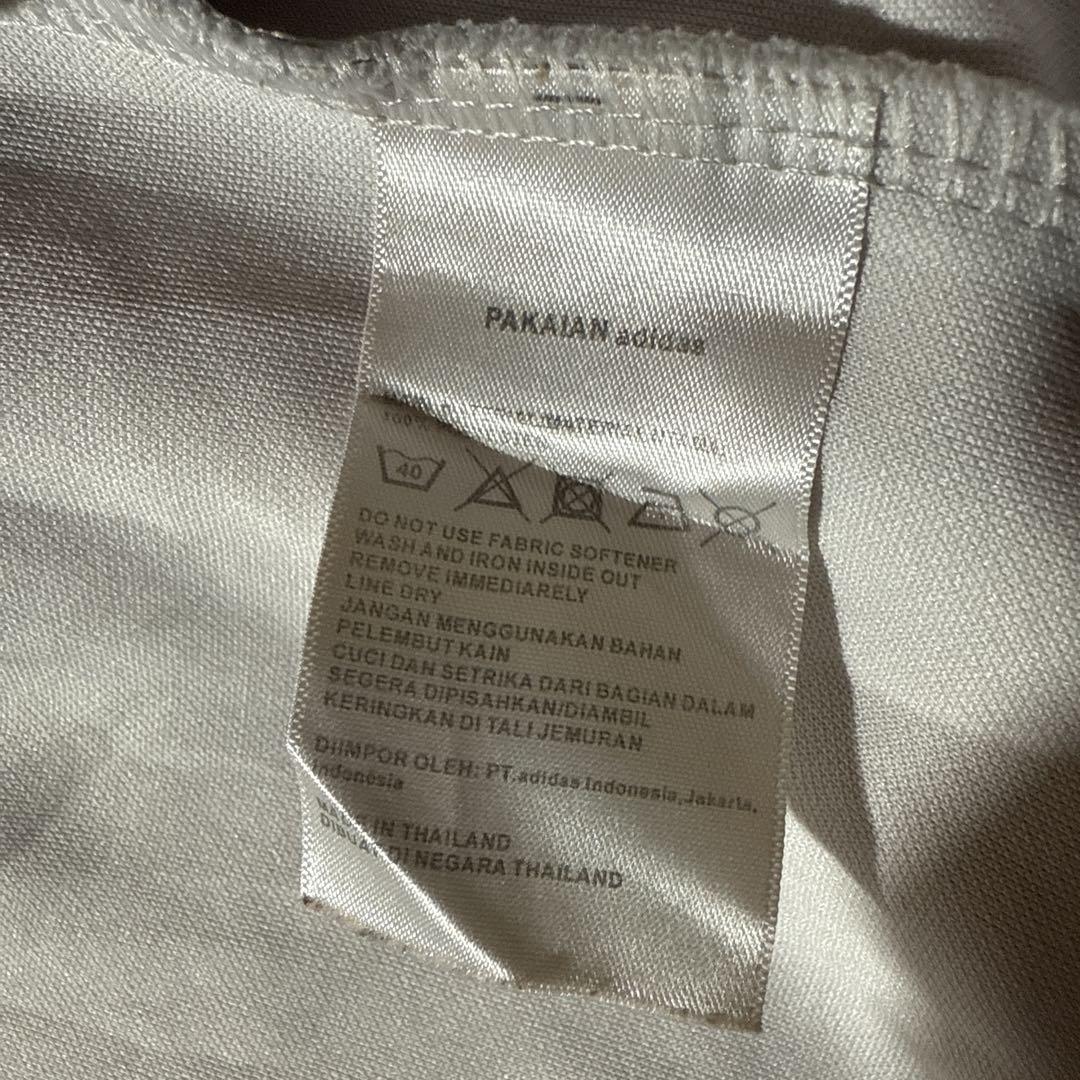 PAKAIAN adidas
40
DO NOT USE FABRIC SOFTENER
WASH AND IRON INSIDE OUT
REMOVE IMMEDIARELY
LINE DRY
JANGAN MENGGUNAKAN BAHAN
PELEMBUT KAIN
CUCI DAN SETRIKA DARI BAGIAN DALAM
SEGERA DIPISAHKAN/DIAMBIL
KERINGKAN DI TALI JEMURAN
DIIMPOR OLEH: PT.adidas Indonesia,Jakarta.
Indonesia
IN THAILAND
DI NEGARA THAILAND